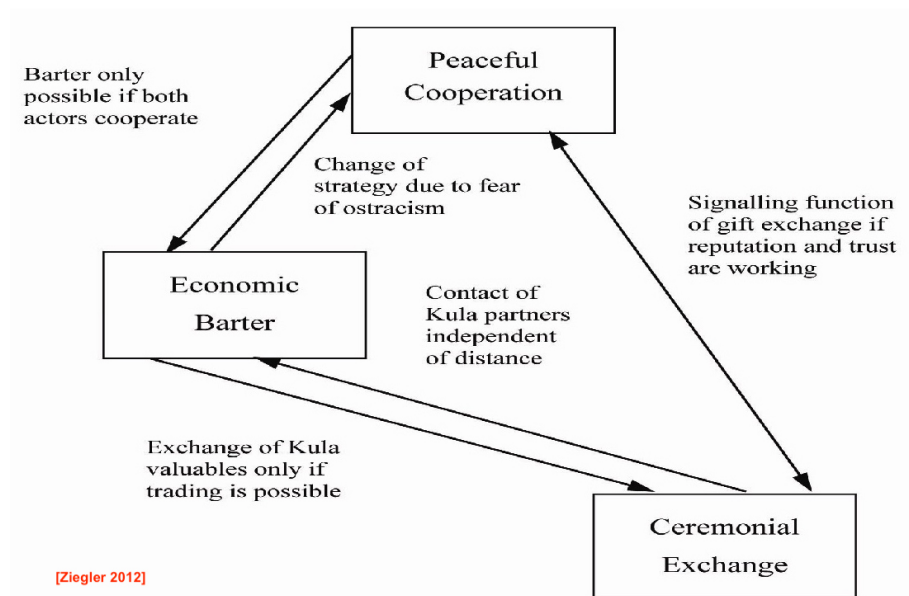 Peaceful
Cooperation
Barter only
possible if both
actors cooperate
Change of
strategy due to fear
of ostracism
Signalling function
of gift exchange if
reputation and trust
are working
Economic
Barter
Contact of
Kula partners
independent
of distance
Exchange of Kula
valuables only if
trading is possible
Ceremonial
Exchange
[Ziegler 2012]